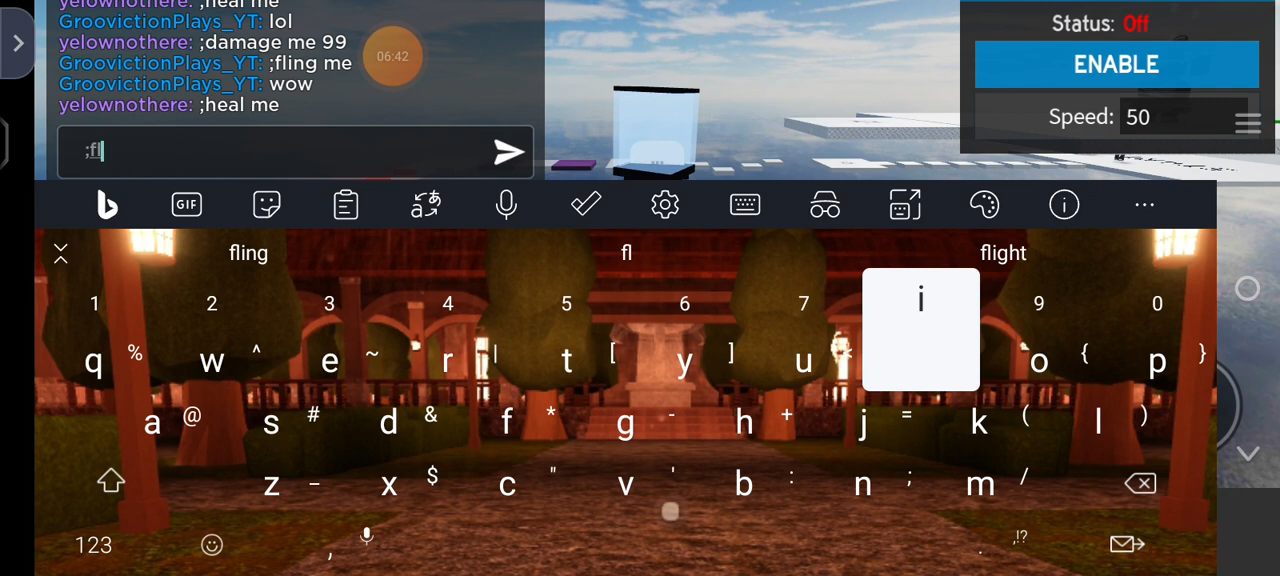 yelownothere: ;heal me
GroovictionPlays_YT: lol
yelownothere: ;damage me 99
GroovictionPlays_YT: ;fling me
GroovictionPlays_YT: wow
yelownothere: ;heal me
;fl
06:42
Status: Off
ENABLE
Speed: 50
GIF
fling fl flight
1 2 3 4 5 6 7 i 9 0
q % w ^ e ~ r | t [ y ] u o { p }
a @ s # d & f * g - h + j = k ( l )
z _ x $ c " v ' b : n ; m /
123 , . ,!?